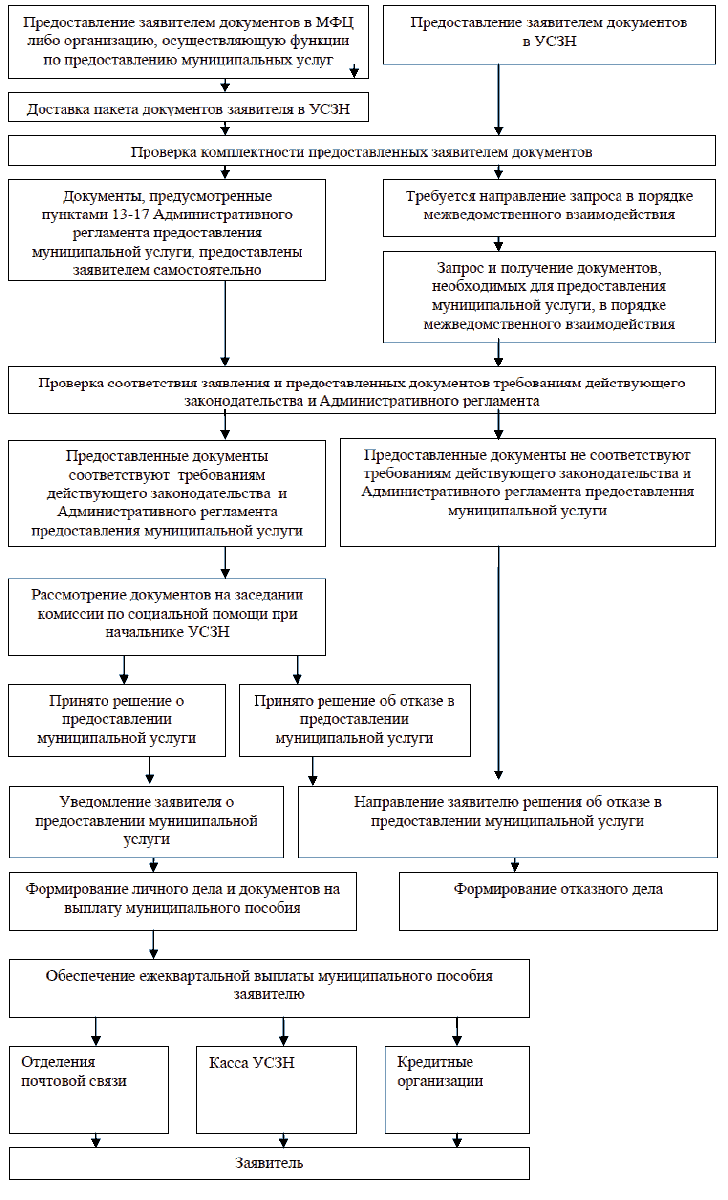 Предоставление заявителем документов в МФЦ
либо организацию, осуществляющую функции
по предоставлению муниципальных услуг
Предоставление заявителем документов
в УСЗН
Доставка пакета документов заявителя в УСЗН
Проверка комплектности предоставленных заявителем документов
Документы, предусмотренные
пунктами 13-17 Административного
регламента предоставления
муниципальной услуги, предоставлены
заявителем самостоятельно
Требуется направление запроса в порядке
межведомственного взаимодействия
Запрос и получение документов,
необходимых для предоставления
муниципальной услуги, в порядке
межведомственного взаимодействия
Проверка соответствия заявления и предоставленных документов требованиям действующего
законодательства и Административного регламента
Предоставленные документы
соответствуют требованиям
действующего законодательства и
Административного регламента
предоставления муниципальной услуги
Предоставленные документы не соответствуют
требованиям действующего законодательства и
Административного регламента предоставления
муниципальной услуги
Рассмотрение документов на заседании
комиссии по социальной помощи при
начальнике УСЗН
Принято решение о
предоставлении
муниципальной услуги
Принято решение об отказе в
предоставлении
муниципальной услуги
Уведомление заявителя о
предоставлении муниципальной
услуги
Направление заявителю решения об отказе в
предоставлении муниципальной услуги
Формирование личного дела и документов на
выплату муниципального пособия
Формирование отказного дела
Обеспечение ежеквартальной выплаты муниципального пособия
заявителю
Отделения
почтовой связи
Касса УСЗН
Кредитные
организации
Заявитель